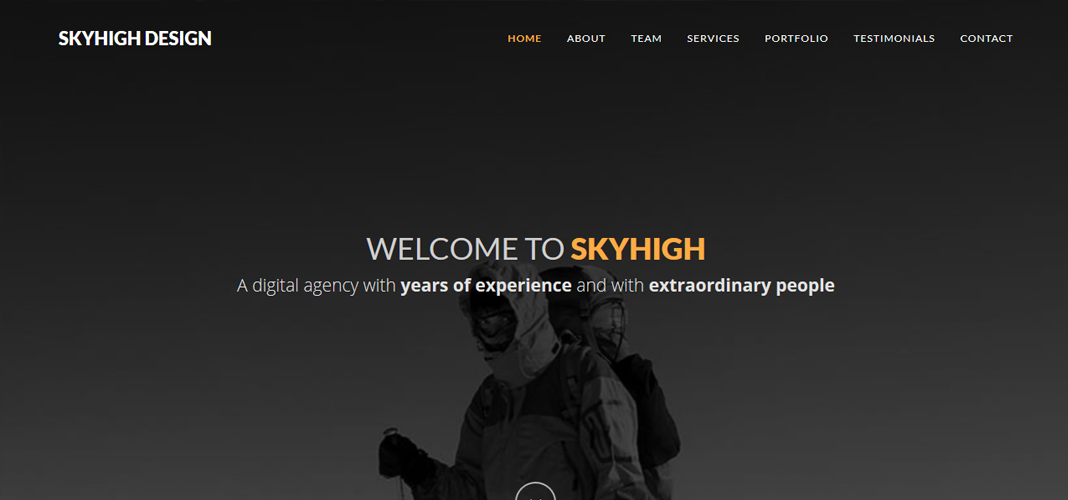 SKYHIGH DESIGN
HOME ABOUT TEAM SERVICES PORTFOLIO TESTIMONIALS CONTACT
WELCOME TO SKYHIGH
A digital agency with years of experience and with extraordinary people